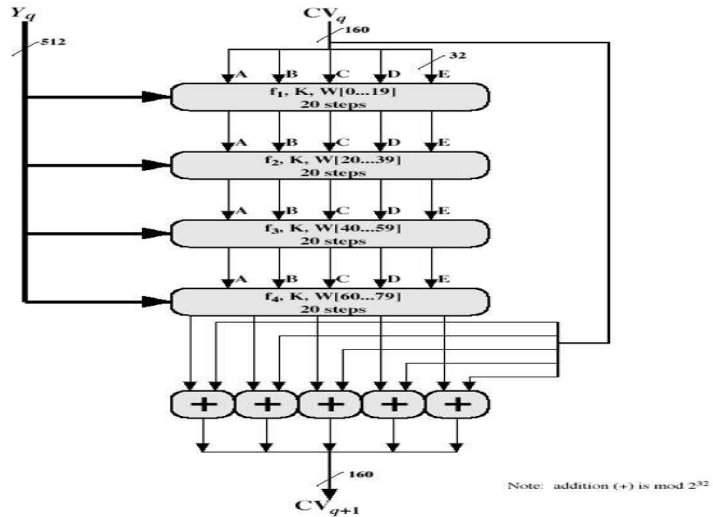 Yq
CVq
512
160
32
A B C D E
f1, K, W[0...19]
20 steps
A B C D E
f2, K, W[20...39]
20 steps
A B C D E
f3, K, W[40...59]
20 steps
A B C D E
f4, K, W[60...79]
20 steps
+ + + + +
160
Note: addition (+) is mod 2^32
CVq+1